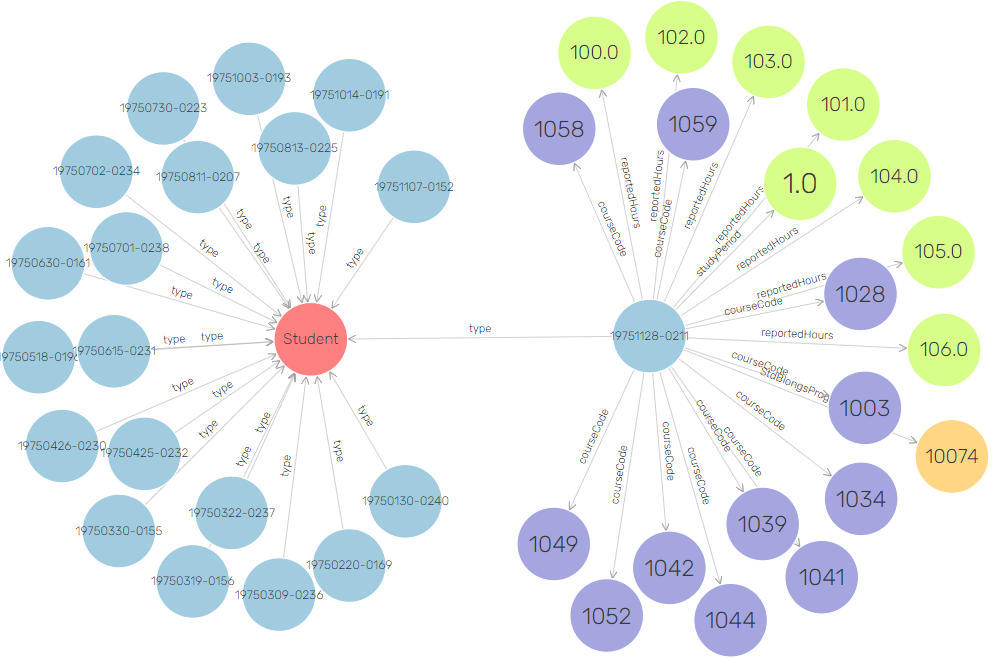 102.0
100.0
103.0
19751003-0193
19751014-0191
101.0
19750730-0223
1059
1058
19750813-0225
19750702-0234
19750811-0207
104.0
1.0
19751107-0152
reportedHours
reportedHours
reportedHours
courseCode
courseCode
reportedHours
studyPeriod
reportedHours
type
type
type
type
type
type
type
19750701-0238
19750630-0161
105.0
type
type
reportedHours
courseCode
1028
19750518-0196
19750615-0231
type
type
Student
type
19751128-0211
reportedHours
106.0
courseCode
StdBlongsProg
1003
type
type
courseCode
19750426-0230
19750425-0232
type
type
type
type
type
type
courseCode
courseCode
courseCode
courseCode
courseCode
courseCode
10074
19750130-0240
1034
19750322-0237
1039
19750330-0155
1049
19750220-0169
1042
1041
19750319-0156
19750309-0236
1052
1044